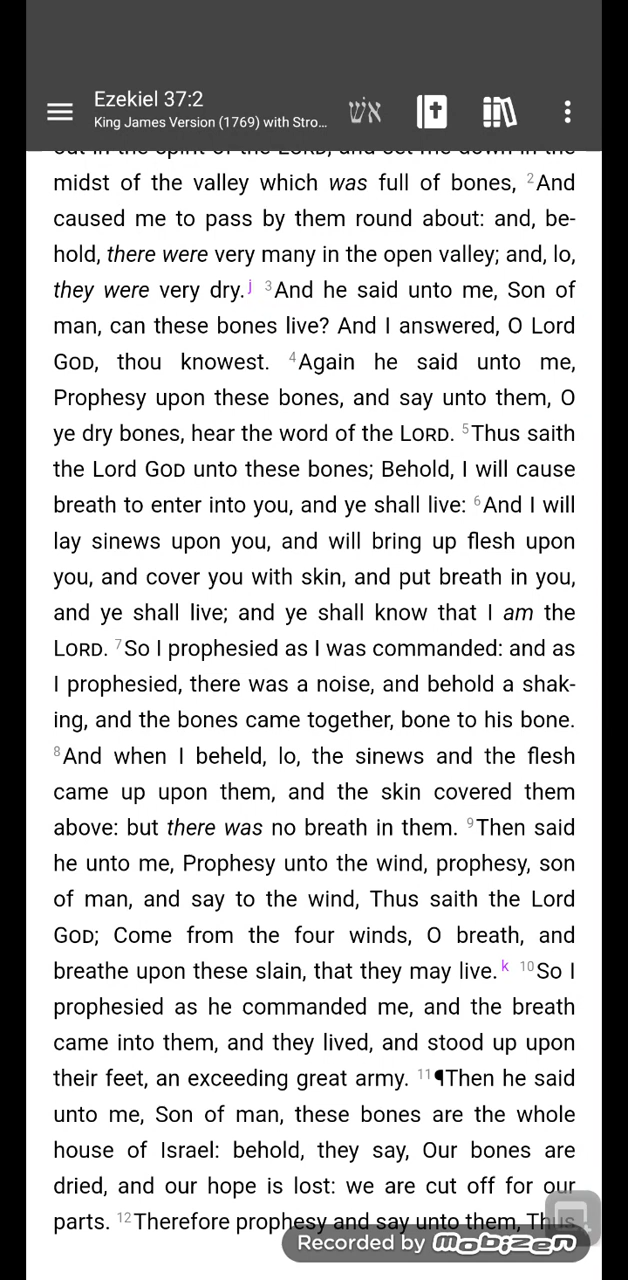 Ezekiel 37:2
King James Version (1769) with Stro...
אש
out in the spirit of the LORD, and set me down in the
midst of the valley which was full of bones, 2And
caused me to pass by them round about: and, be-
hold, there were very many in the open valley; and, lo,
they were very dry.j 3And he said unto me, Son of
man, can these bones live? And I answered, O Lord
GOD, thou knowest. 4Again he said unto me,
Prophesy upon these bones, and say unto them, O
ye dry bones, hear the word of the LORD. 5Thus saith
the Lord GOD unto these bones; Behold, I will cause
breath to enter into you, and ye shall live: 6And I will
lay sinews upon you, and will bring up flesh upon
you, and cover you with skin, and put breath in you,
and ye shall live; and ye shall know that I am the
LORD. 7So I prophesied as I was commanded: and as
I prophesied, there was a noise, and behold a shak-
ing, and the bones came together, bone to his bone.
8And when I beheld, lo, the sinews and the flesh
came up upon them, and the skin covered them
above: but there was no breath in them. 9Then said
he unto me, Prophesy unto the wind, prophesy, son
of man, and say to the wind, Thus saith the Lord
GOD; Come from the four winds, O breath, and
breathe upon these slain, that they may live.k 10So I
prophesied as he commanded me, and the breath
came into them, and they lived, and stood up upon
their feet, an exceeding great army. 11¶Then he said
unto me, Son of man, these bones are the whole
house of Israel: behold, they say, Our bones are
dried, and our hope is lost: we are cut off for our
parts. 12Therefore prophesy and say unto them, Thus
Recorded by mobizen